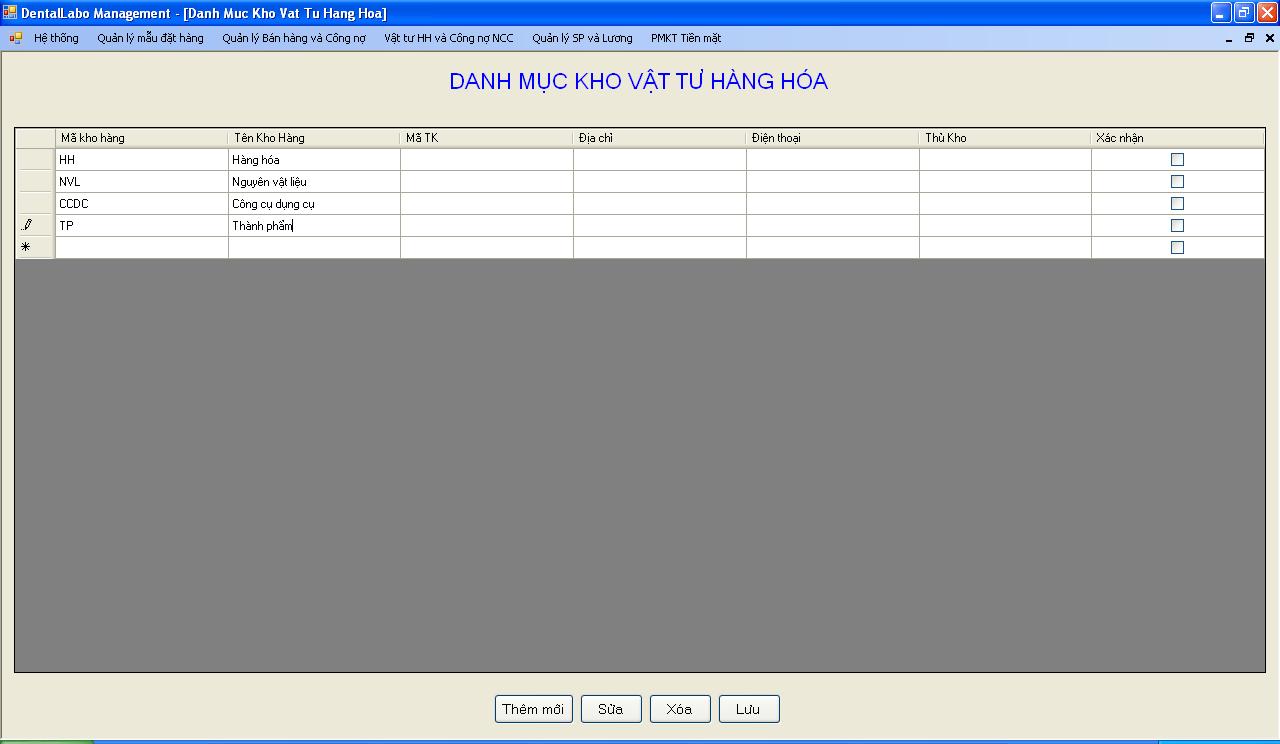 DentalLabo Management - [Danh Muc Kho Vat Tu Hang Hoa]
Hệ thống Quản lý mẫu đặt hàng Quản lý Bán hàng và Công nợ Vật tư HH và Công nợ NCC Quản lý SP và Lương PMKT Tiền mặt
DANH MỤC KHO VẬT TƯ HÀNG HÓA
Mã kho hàng Tên Kho Hàng Mã TK Địa chỉ Điện thoại Thủ Kho Xác nhận
HH Hàng hóa
NVL Nguyên vật liệu
CCDC Công cụ dụng cụ
TP Thành phẩm
Thêm mới Sửa Xóa Lưu